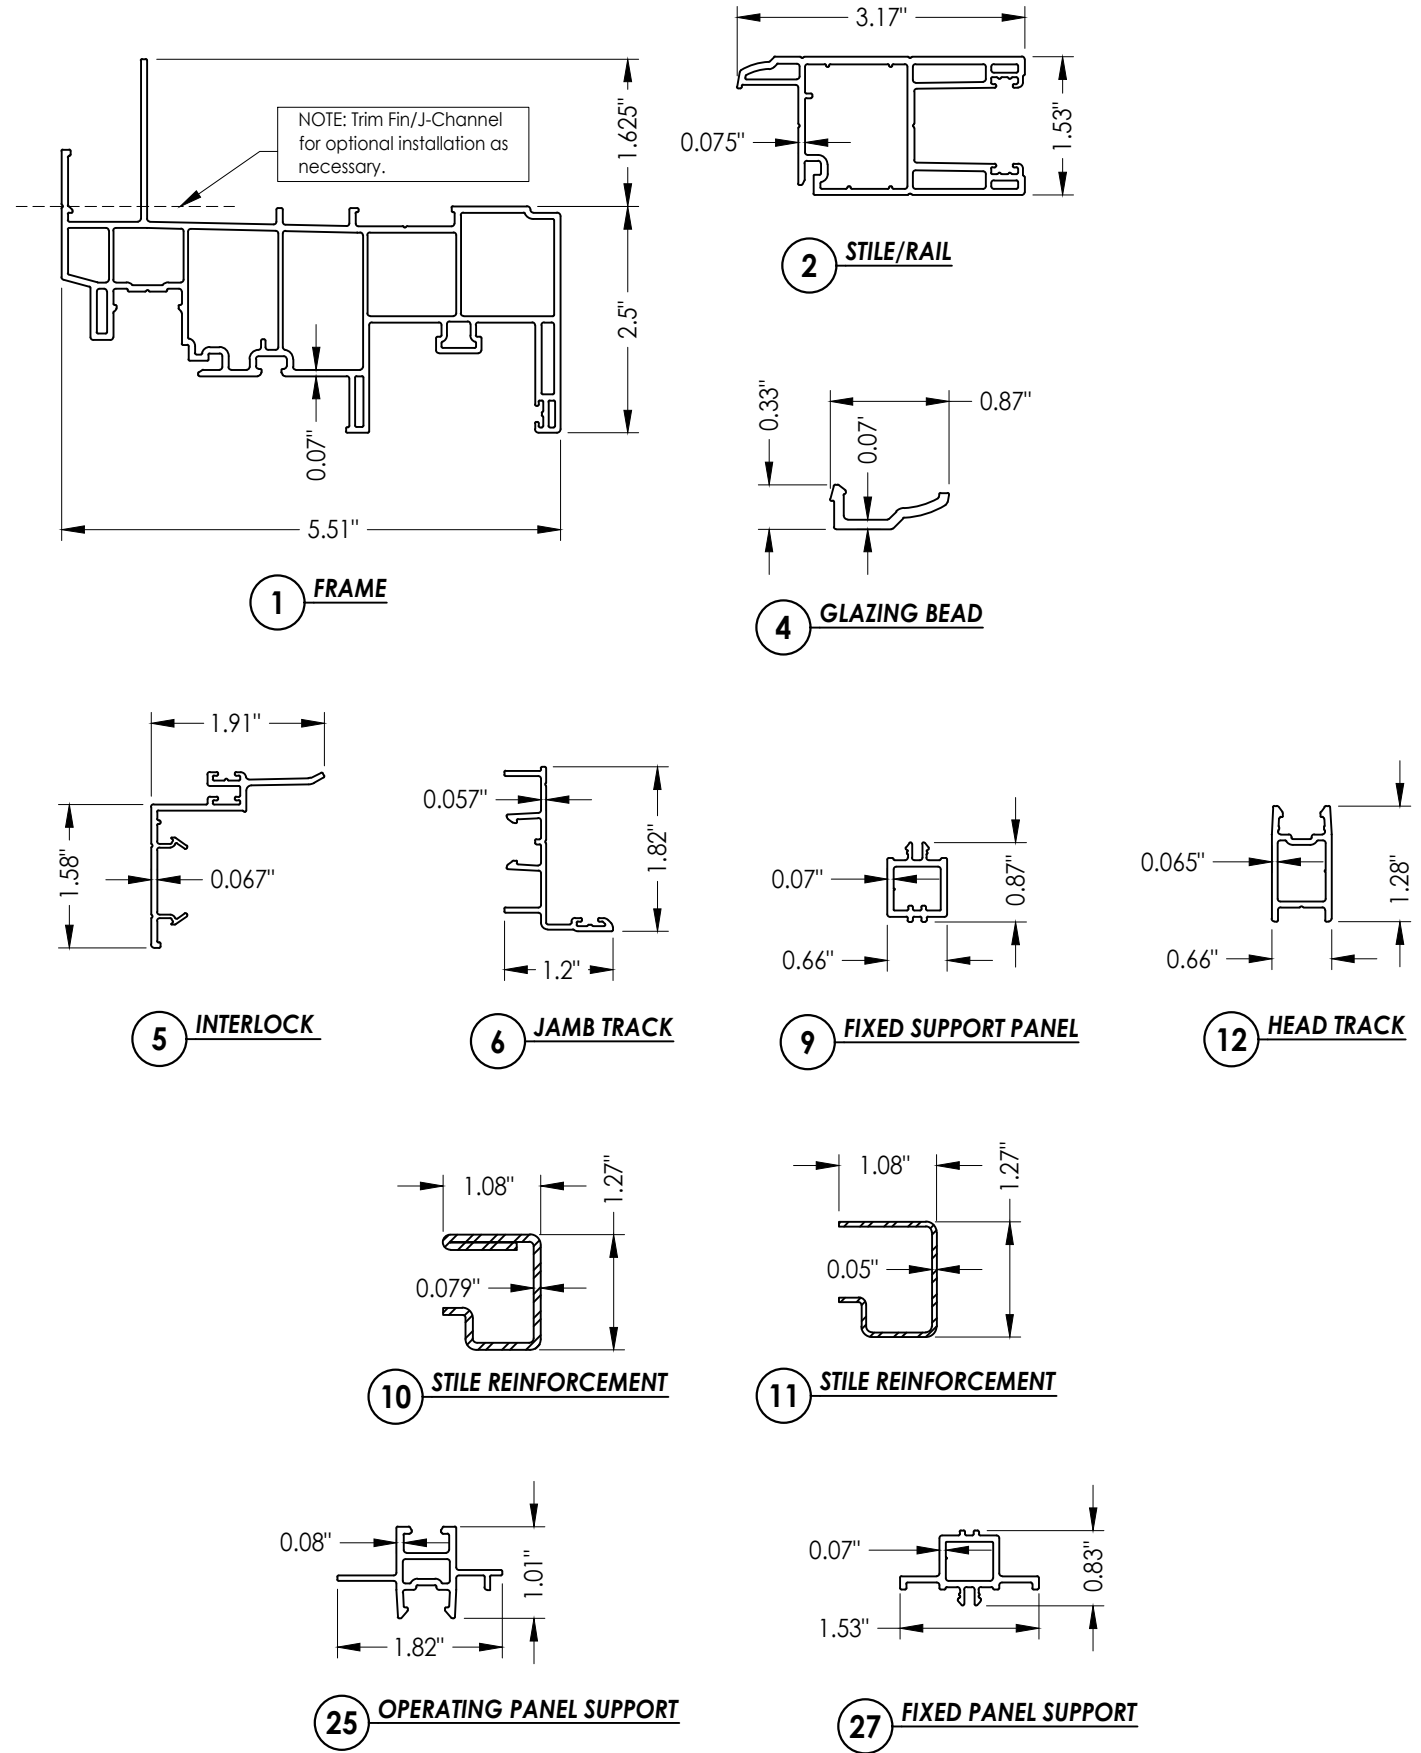 NOTE: Trim Fin/J-Channel
for optional installation as
necessary.
1.625"
2.5"
0.07"
5.51"
1 FRAME
3.17"
0.075"
1.53"
2 STILE/RAIL
0.33"
0.87"
0.07'
4 GLAZING BEAD
1.91"
1.58"
0.067"
5 INTERLOCK
0.057"
1.82"
1.2"
6 JAMB TRACK
0.07"
0.87"
0.66"
9 FIXED SUPPORT PANEL
0.065"
1.28"
0.66"
12 HEAD TRACK
1.08"
1.27"
0.079"
10 STILE REINFORCEMENT
1.08"
1.27"
0.05"
11 STILE REINFORCEMENT
0.08"
1.01"
1.82"
25 OPERATING PANEL SUPPORT
0.07"
0.83"
1.53"
27 FIXED PANEL SUPPORT